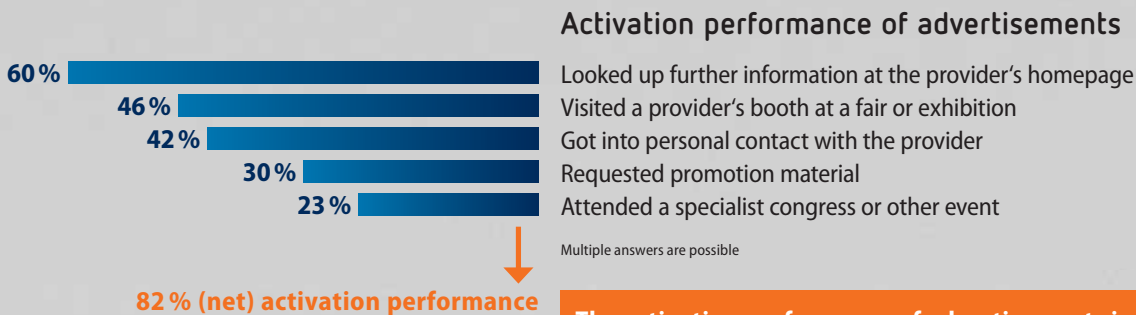 Activation performance of advertisements
60 % Looked up further information at the provider's homepage
46 % Visited a provider's booth at a fair or exhibition
42 % Got into personal contact with the provider
30 % Requested promotion material
23 % Attended a specialist congress or other event
Multiple answers are possible
82 % (net) activation performance